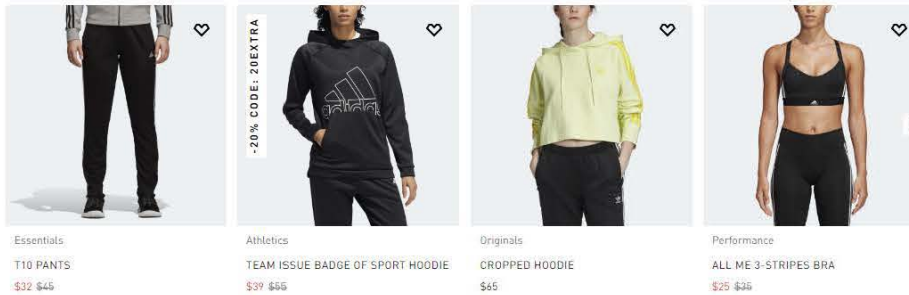 -20% CODE: 20EXTRA
adidas
Essentials
T10 PANTS
$32 $45
Athletics
TEAM ISSUE BADGE OF SPORT HOODIE
$39 $55
Originals
CROPPED HOODIE
$65
Performance
ALL ME 3-STRIPES BRA
$25 $35